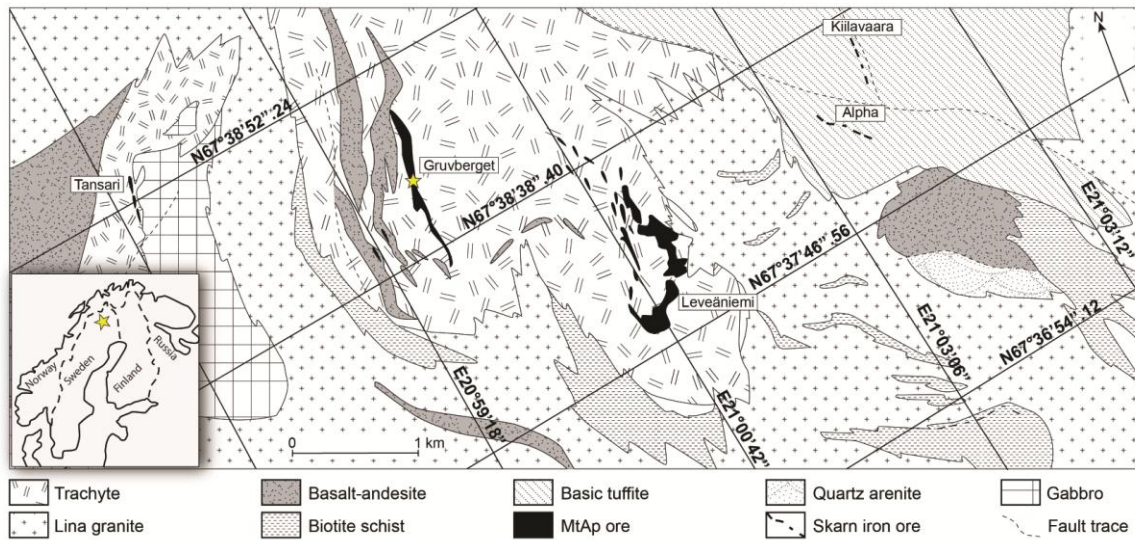 Kiilavaara
N
Alpha
N67°38'52".24
Gruvberget
N67°38'38".40
Tansari
E21°03'12"
N67°37'46".56
Leveäniemi
N67°36'54".12
E21°03'06"
E20°59'18"
E21°00'42"
0 1 km
Norway
Sweden
Finland
Russia
Trachyte Basalt-andesite Basic tuffite Quartz arenite Gabbro
Lina granite Biotite schist MtAp ore Skarn iron ore Fault trace